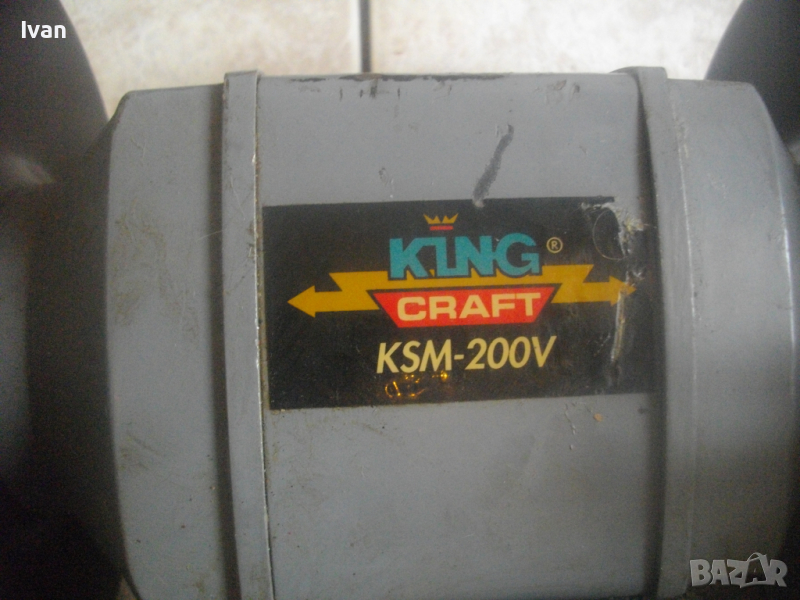 Ivan
KING ®
CRAFT
KSM-200V
BAZAR